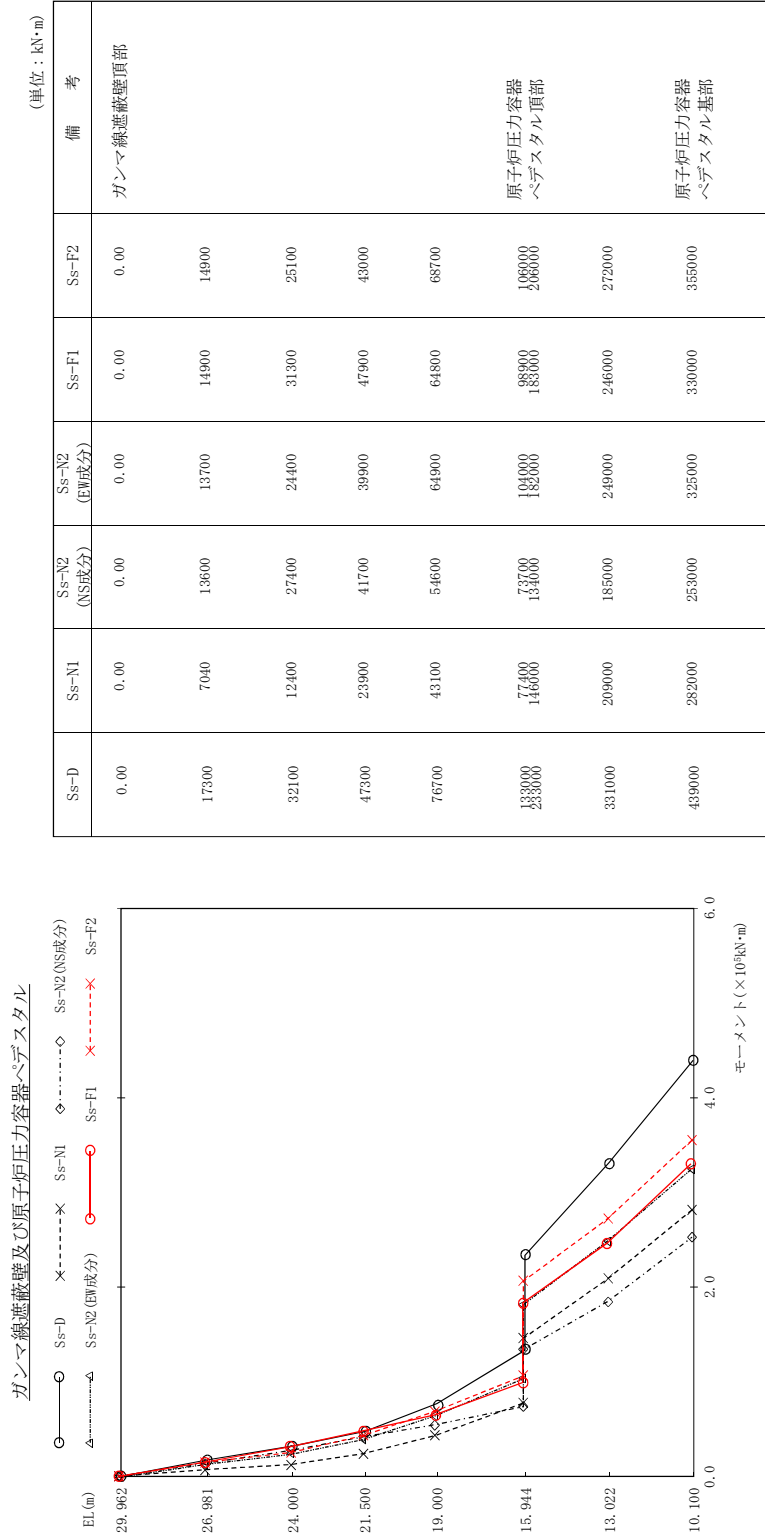 ガンマ線遮蔽壁及び原子炉圧力容器ペデスタル
Ss-D Ss-N1 Ss-N2(NS成分)
Ss-N2(EW成分) Ss-F1 Ss-F2
EL(m)
29.962
26.981
24.000
21.500
19.000
15.944
13.022
10.100
0.0 2.0 4.0 6.0
モーメント(×10⁵kN・m)
(単位：kN・m)
Ss-D Ss-N1 Ss-N2 (NS成分) Ss-N2 (EW成分) Ss-F1 Ss-F2 備 考
0.00 0.00 0.00 0.00 0.00 0.00 ガンマ線遮蔽壁頂部
17300 7040 13600 13700 14900 14900
32100 12400 27400 24400 31300 25100
47300 23900 41700 39900 47900 43000
76700 43100 54600 64900 64800 68700
133000 77400 73700 104000 98900 106000 原子炉圧力容器
233000 146000 134000 182000 183000 206000 ペデスタル頂部
331000 209000 185000 249000 246000 272000
439000 282000 253000 325000 330000 355000 原子炉圧力容器
ペデスタル基部